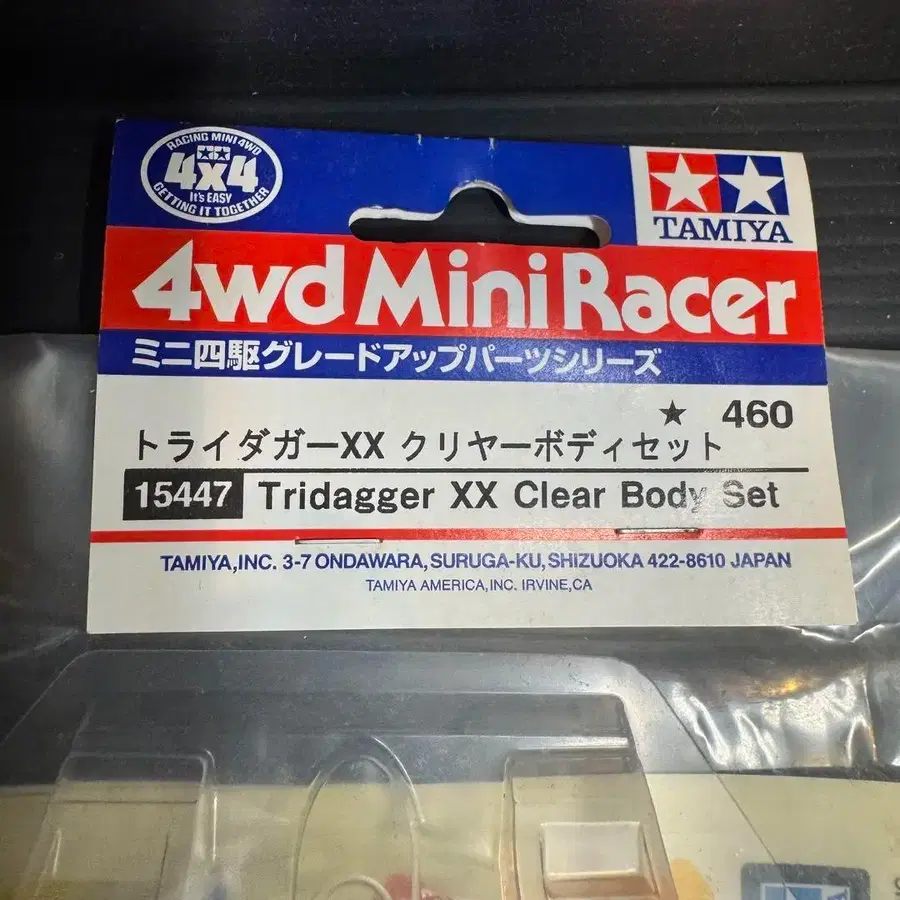 RACING MINI 4WD
4x4
It's EASY
GETTING IT TOGETHER
TAMIYA
4wd Mini Racer
ミニ四駆グレードアップパーツシリーズ
★ 460
トライダガーXX クリヤーボディセット
15447 Tridagger XX Clear Body Set
TAMIYA,INC. 3-7 ONDAWARA, SURUGA-KU, SHIZUOKA 422-8610 JAPAN
TAMIYA AMERICA,INC. IRVINE,CA